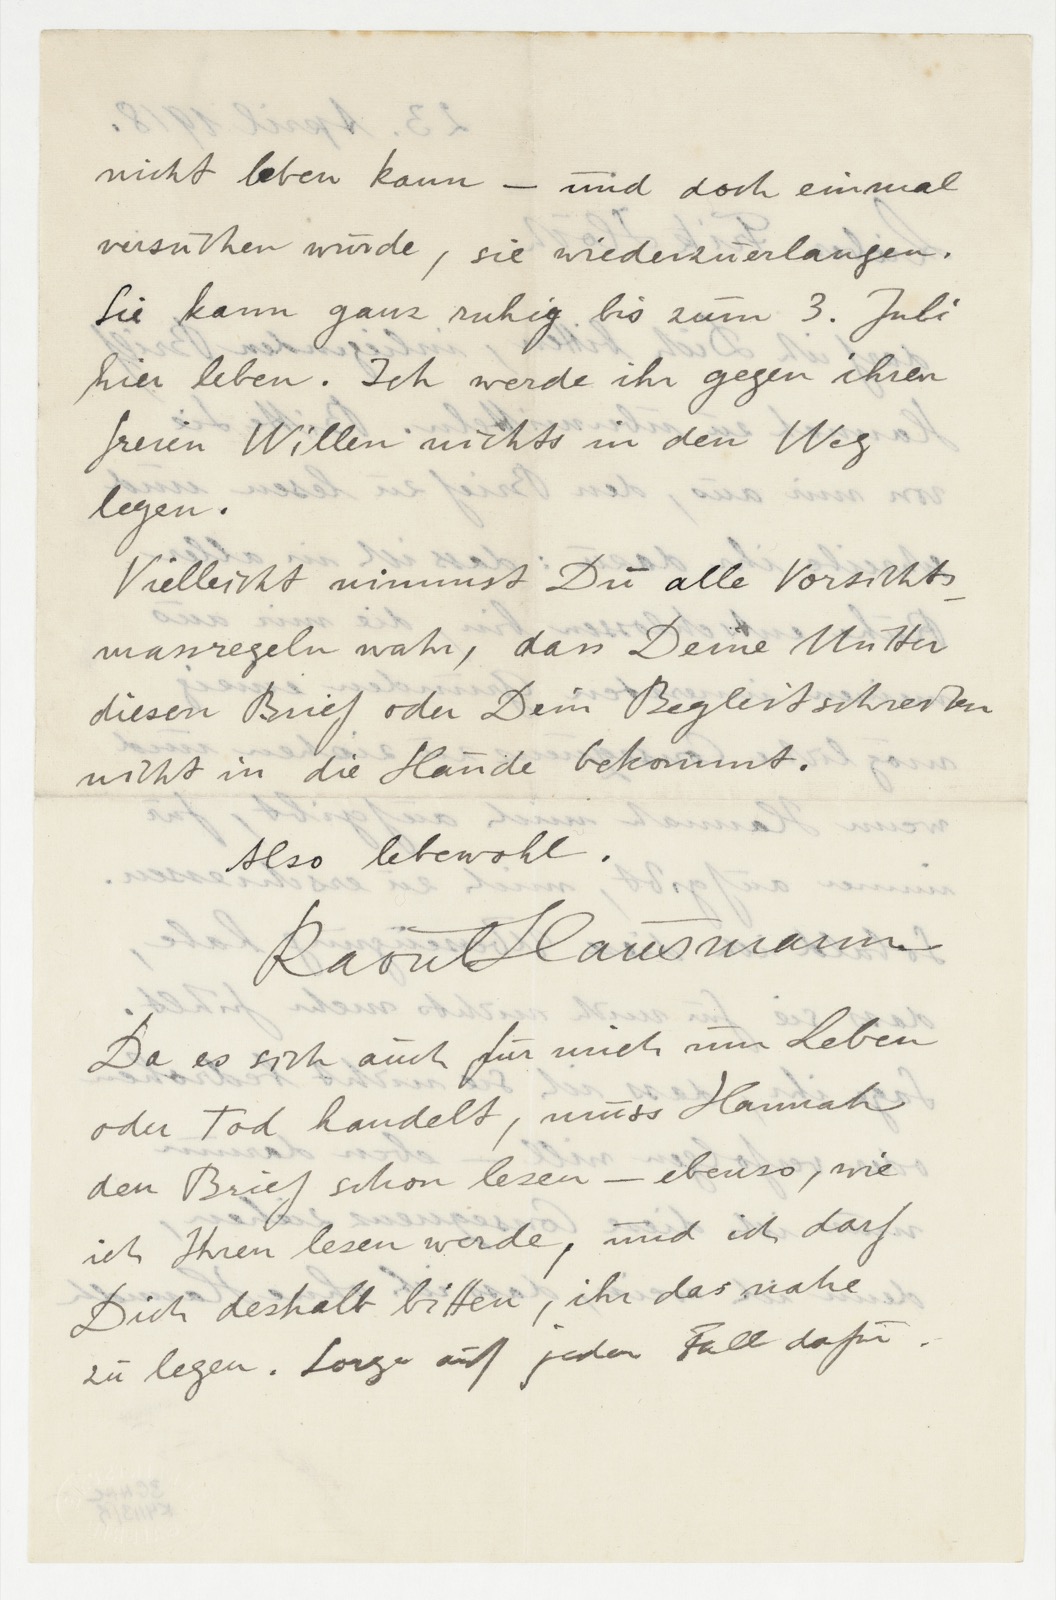 nicht leben kann — und doch einmal
versuchen würde, sie wiederzuerlangen.
Sie kann ganz ruhig bis zum 3. Juli
hier leben. Ich werde ihr gegen ihren
freien Willen nichts in den Weg
legen.
Vielleicht nimmst Du alle Vorsichts-
massregeln wahr, dass Deine Mutter
diesen Brief oder Dein Begleitschreiben
nicht in die Hände bekommt.
Also lebewohl.
Raoul Hausmann
Da es sich auch für mich um Leben
oder Tod handelt, muss Hannah
den Brief schon lesen — ebenso, wie
ich Ihren lesen werde, und ich darf
Dich deshalb bitten, ihr das nahe
zu legen. Sorge auf jeden Fall dafür.